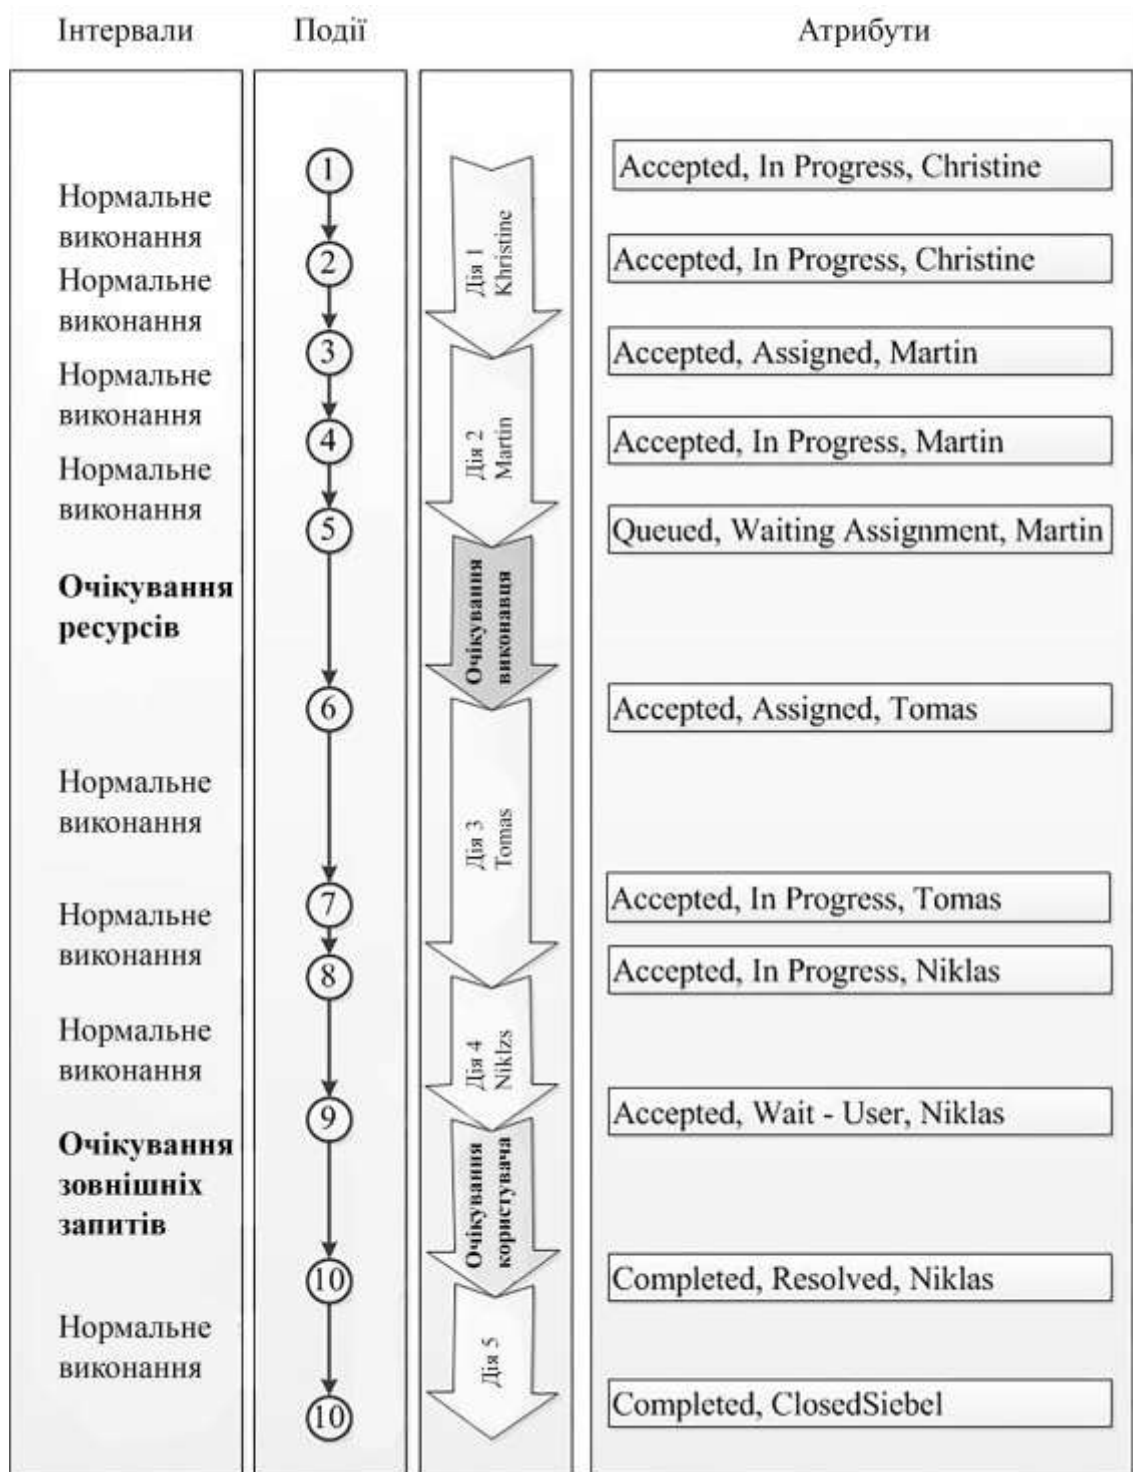 Інтервали
Події
Атрибути
1
Дія 1
Khristine
Accepted, In Progress, Christine
Нормальне
виконання
2
Accepted, In Progress, Christine
Нормальне
виконання
3
Accepted, Assigned, Martin
Нормальне
виконання
4
Дія 2
Martin
Accepted, In Progress, Martin
Нормальне
виконання
5
Queued, Waiting Assignment, Martin
Очікування
ресурсів
Очікування
виконавця
6
Accepted, Assigned, Tomas
Нормальне
виконання
Дія 3
Tomas
7
Accepted, In Progress, Tomas
Нормальне
виконання
8
Accepted, In Progress, Niklas
Нормальне
виконання
Дія 4
Niklzs
9
Accepted, Wait - User, Niklas
Очікування
зовнішніх
запитів
Очікування
користувача
10
Completed, Resolved, Niklas
Нормальне
виконання
Дія 5
10
Completed, ClosedSiebel